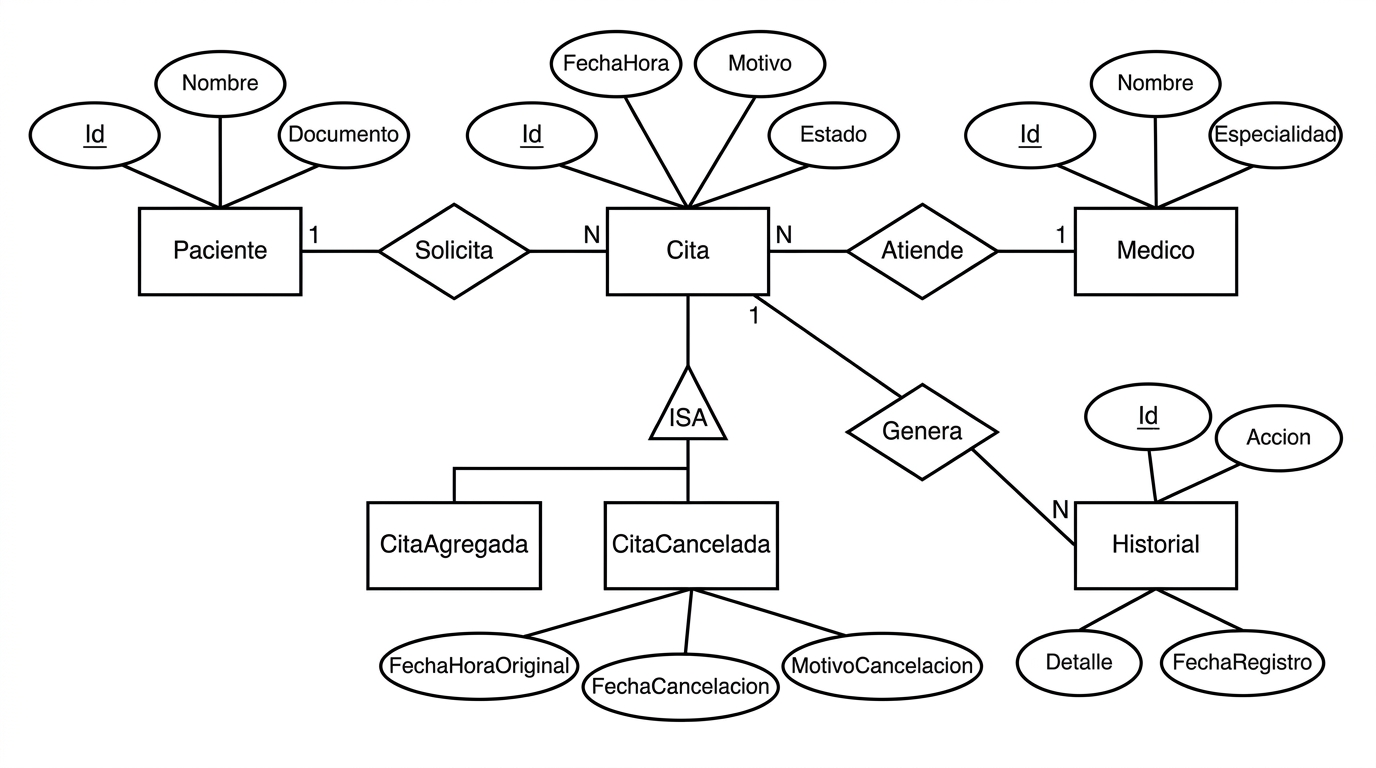 FechaHora
Motivo
Nombre
Nombre
Id
Documento
Id
Estado
Id
Especialidad
Paciente
1
Solicita
N
Cita
N
Atiende
1
Medico
1
ISA
Genera
Id
Accion
N
CitaAgregada
CitaCancelada
Historial
FechaHoraOriginal
FechaCancelacion
MotivoCancelacion
Detalle
FechaRegistro